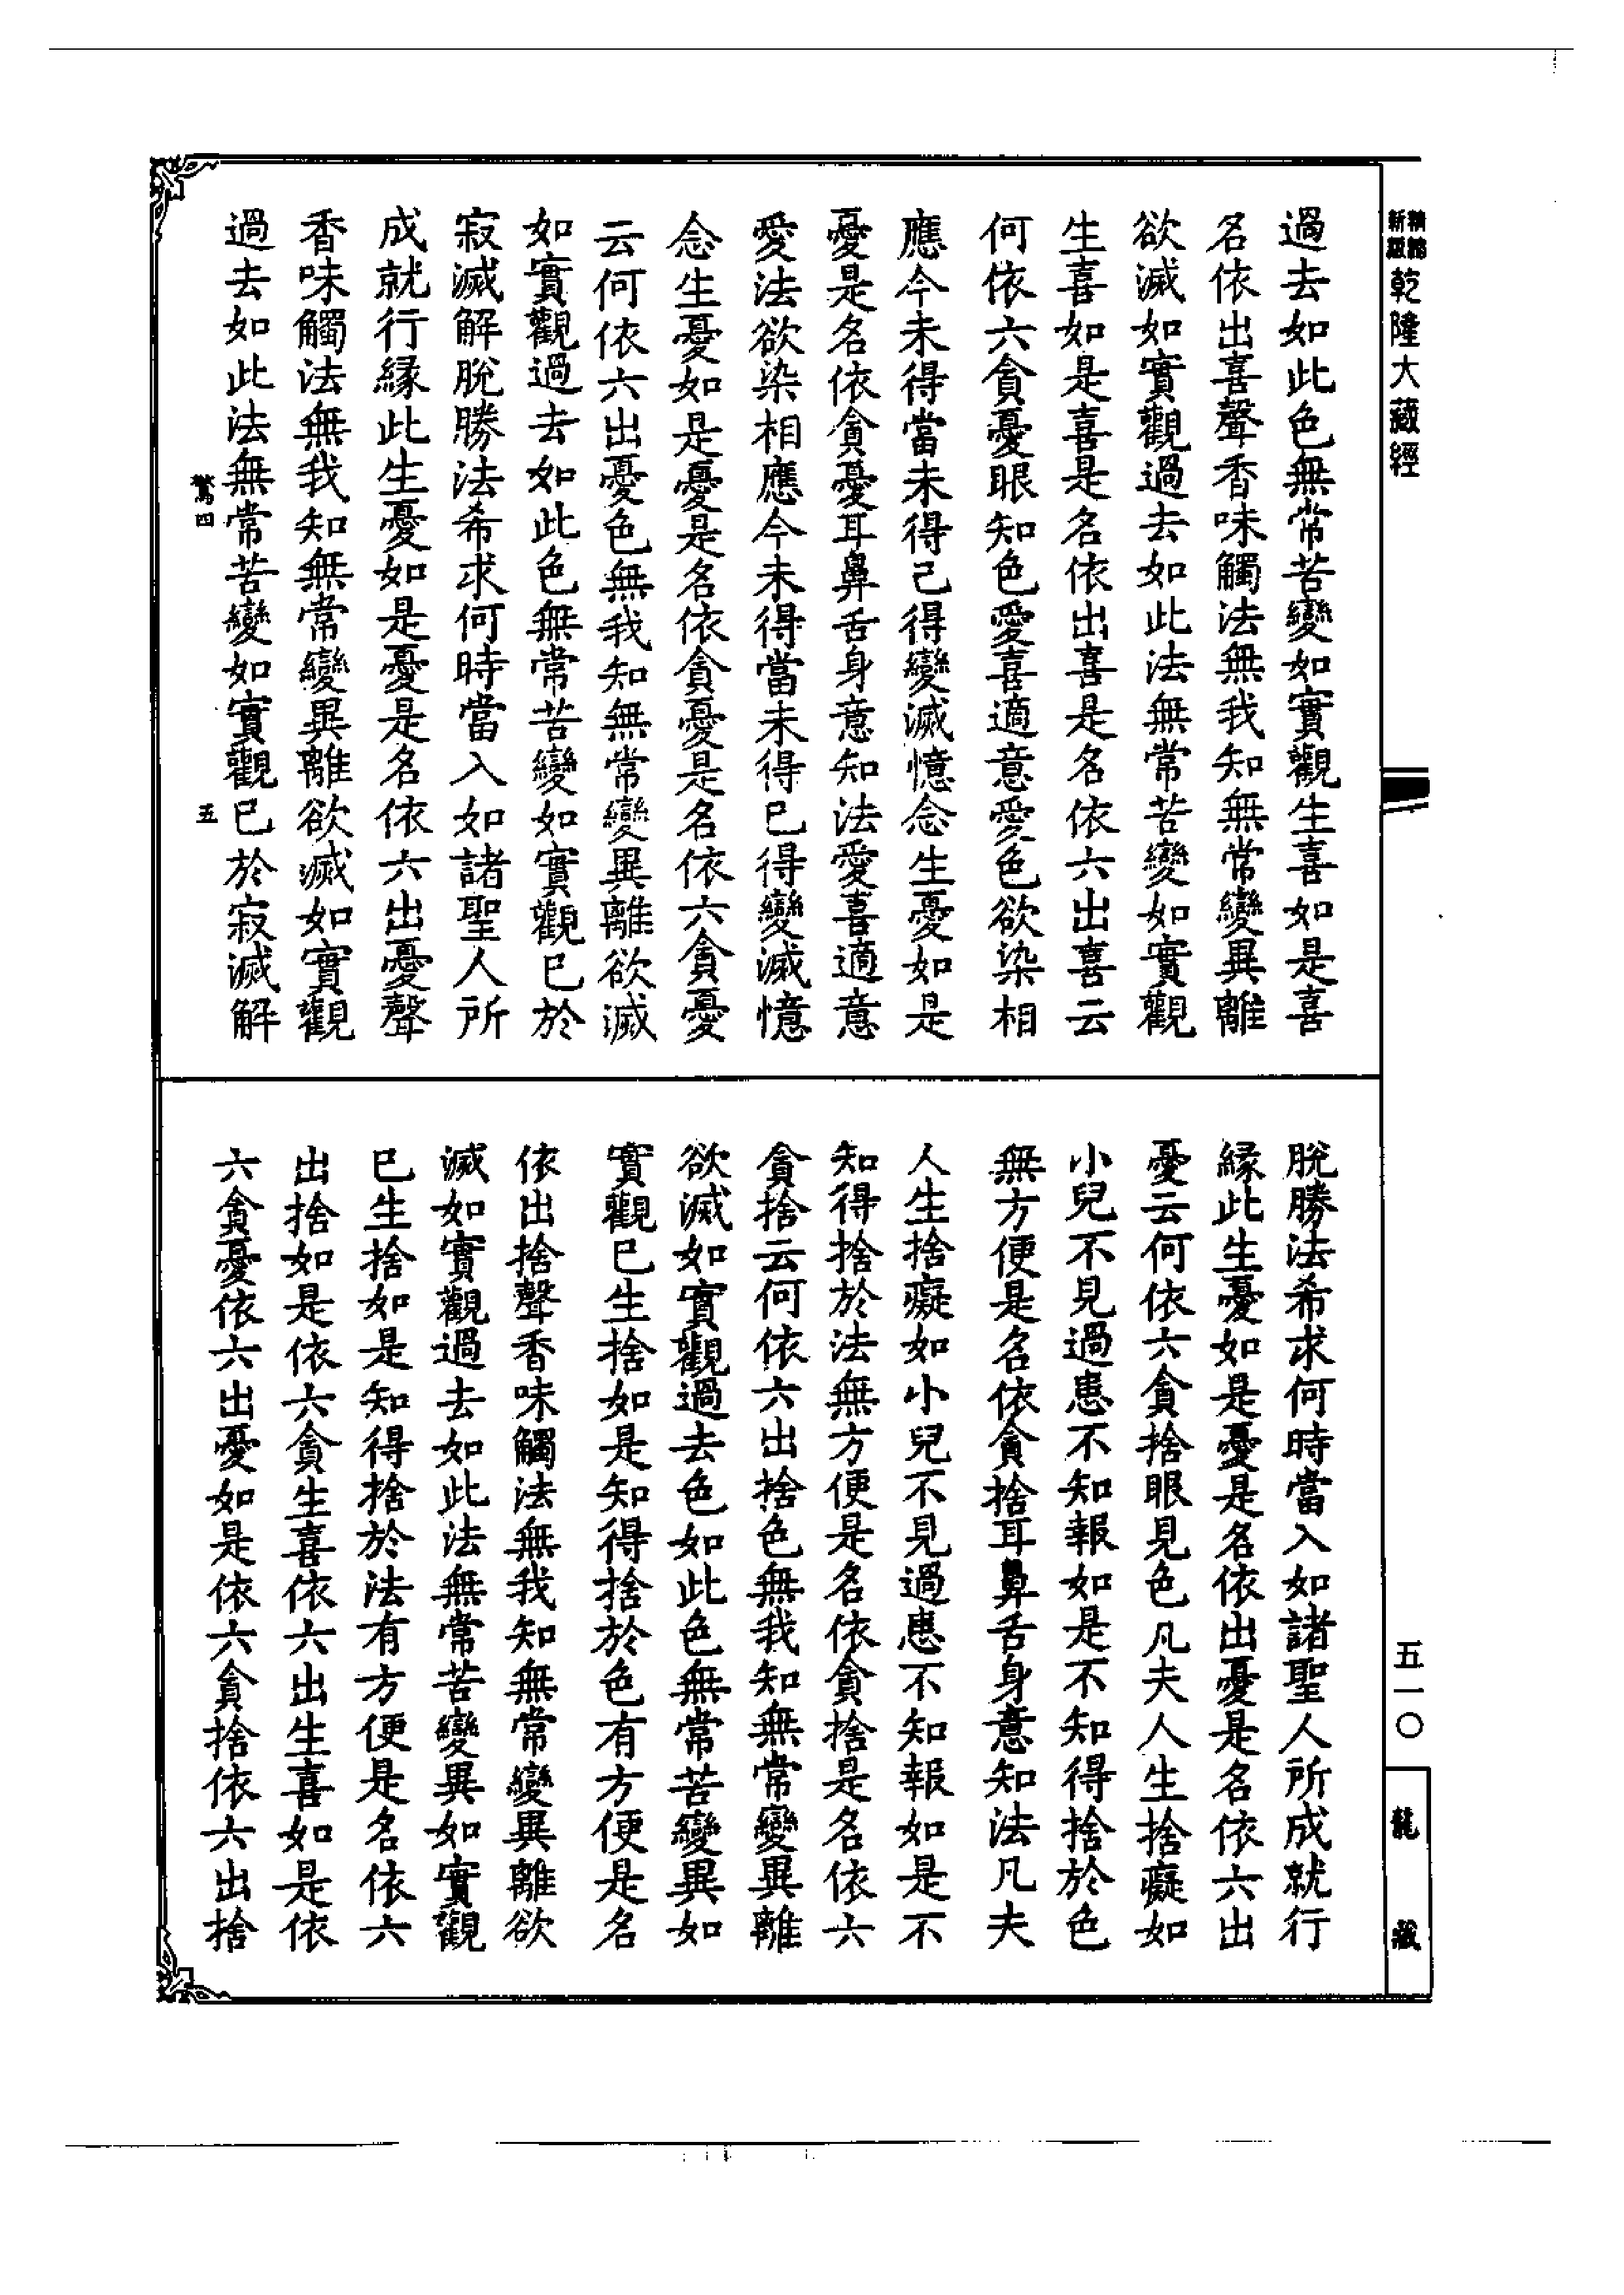 新編縮版
乾隆大藏經
過去如此色無常苦變如實觀生喜如是喜
名依出喜聲香味觸法無我知無常變異離
欲滅如實觀過去如此法無常苦變如實觀
生喜如是喜是名依出喜是名依六出喜云
何依六貪憂眼知色愛喜適意愛色欲染相
應今未得當未得己得變滅憶念生憂如是
憂是名依貪憂耳鼻舌身意知法愛喜適意
愛法欲染相應今未得當未得已得變滅憶
念生憂如是憂是名依貪憂是名依六貪憂
云何依六出憂色無我知無常變異離欲滅
如實觀過去如此色無常苦變如實觀已於
寂滅解脫勝法希求何時當入如諸聖人所
成就行緣此生憂如是憂是名依六出憂聲
香味觸法無我知無常變異離欲滅如實觀
過去如此法無常苦變如實觀已於寂滅解
驚四
五
脫勝法希求何時當入如諸聖人所成就行
緣此生憂如是憂是名依出憂是名依六出
憂云何依六貪捨眼見色凡夫人生捨癡如
小兒不見過患不知報如是不知得捨於色
無方便是名依貪捨耳鼻舌身意知法凡夫
人生捨癡如小兒不見過患不知報如是不
知得捨於法無方便是名依貪捨是名依六
貪捨云何依六出捨色無我知無常變異離
欲滅如實觀過去色如此色無常苦變異如
實觀已生捨如是知得捨於色有方便是名
依出捨聲香味觸法無我知無常變異離欲
滅如實觀過去如此法無常苦變異如實觀
已生捨如是知得捨於法有方便是名依六
出捨如是依六貪生喜依六出生喜如是依
六貪憂依六出憂如是依六貪捨依六出捨
五一〇
龍藏